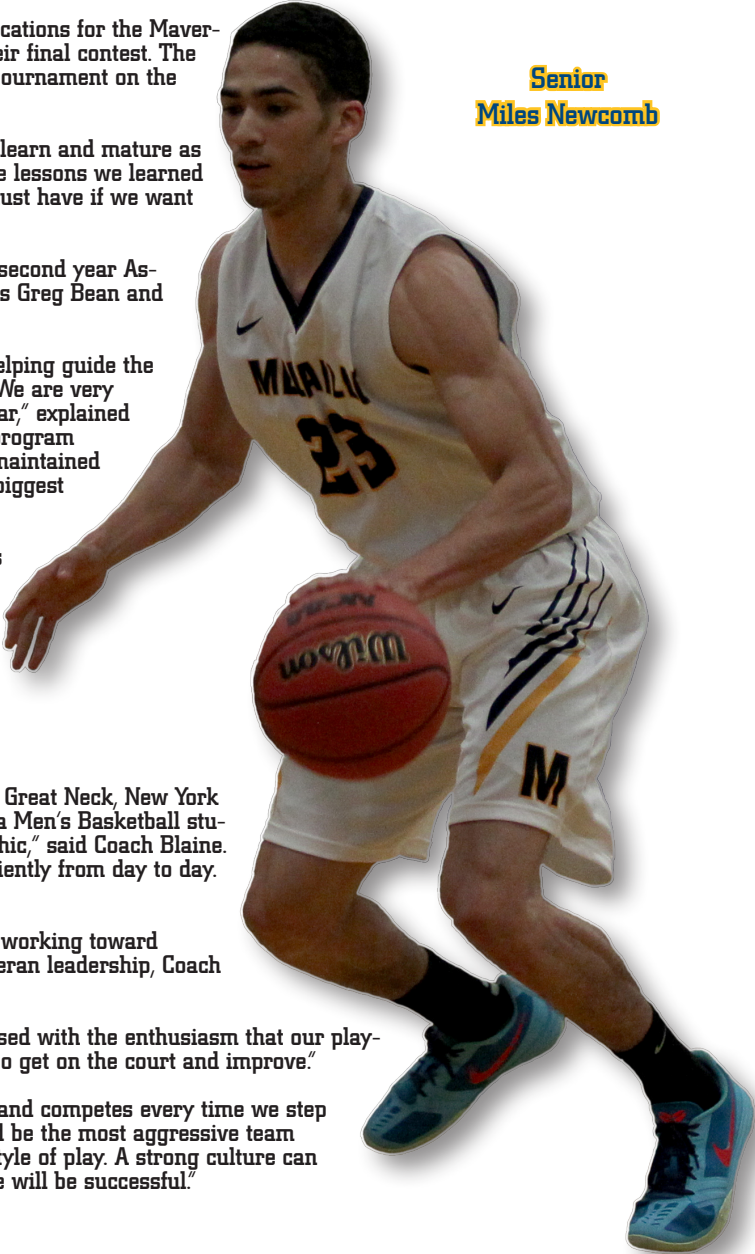 cations for the Maver-
eir final contest. The
ournament on the
Senior
Miles Newcomb
learn and mature as
e lessons we learned
ust have if we want
second year As-
s Greg Bean and
elping guide the
We are very
ar,” explained
program
maintained
biggest
s
23
Wilson
M
Great Neck, New York
a Men’s Basketball stu-
hic,” said Coach Blaine.
iently from day to day.
working toward
eran leadership, Coach
sed with the enthusiasm that our play-
o get on the court and improve.”
and competes every time we step
l be the most aggressive team
tyle of play. A strong culture can
e will be successful.”